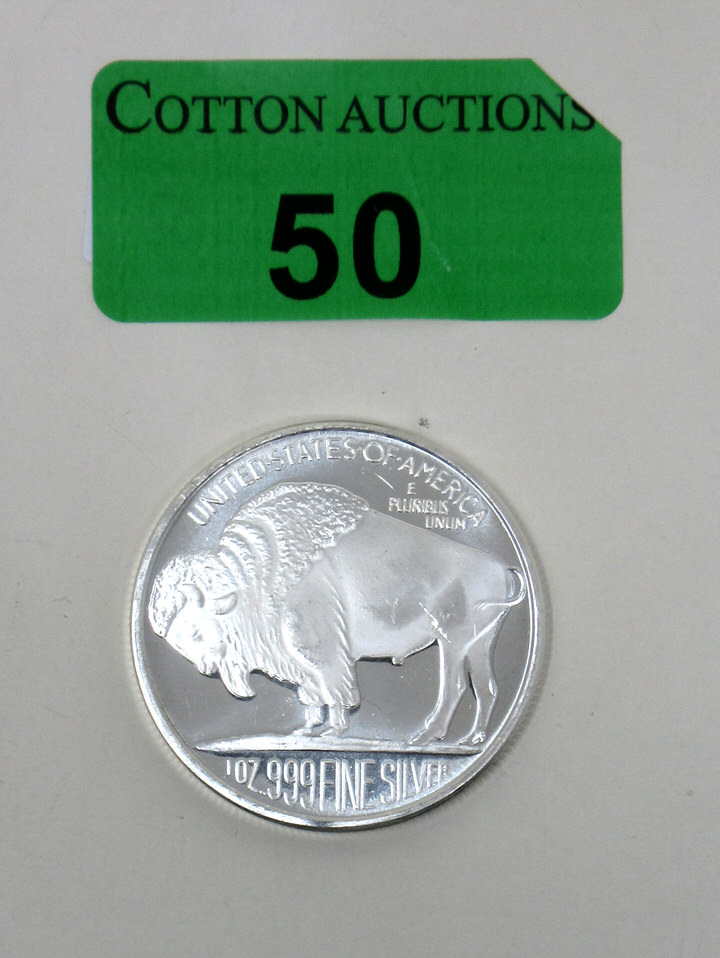 COTTON AUCTIONS
50
UNITED·STATES·OF·AMERICA
E
PLURIBUS
UNUM
1 OZ. 999 FINE SILVER